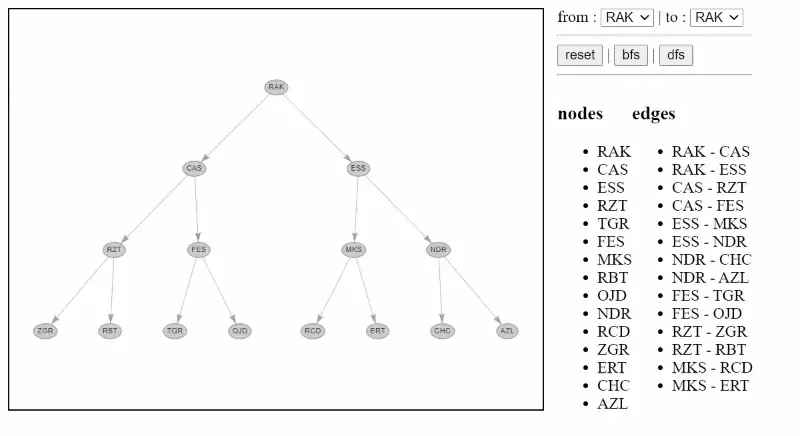 from : RAK | to : RAK
reset | bfs | dfs
nodes edges
RAK
CAS ESS
RZT FES MKS NDR
ZGR RBT TGR OJD RCD ERT CHC AZL
• RAK • RAK - CAS
• CAS • RAK - ESS
• ESS • CAS - RZT
• RZT • CAS - FES
• TGR • ESS - MKS
• FES • ESS - NDR
• MKS • NDR - CHC
• RBT • NDR - AZL
• OJD • FES - TGR
• NDR • FES - OJD
• RCD • RZT - ZGR
• ZGR • RZT - RBT
• ERT • MKS - RCD
• CHC • MKS - ERT
• AZL